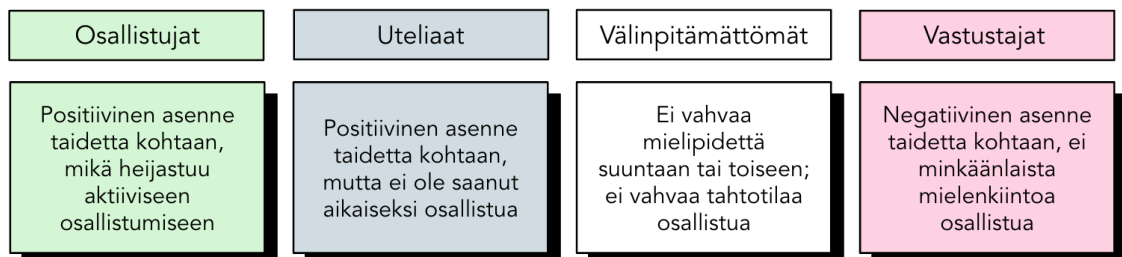 Osallistujat
Uteliaat
Välinpitämättömät
Vastustajat
Positiivinen asenne
taidetta kohtaan,
mikä heijastuu
aktiiviseen
osallistumiseen
Positiivinen asenne
taidetta kohtaan,
mutta ei ole saanut
aikaiseksi osallistua
Ei vahvaa
mielipidettä
suuntaan tai toiseen;
ei vahvaa tahtotilaa
osallistua
Negatiivinen asenne
taidetta kohtaan, ei
minkäänlaista
mielenkiintoa
osallistua